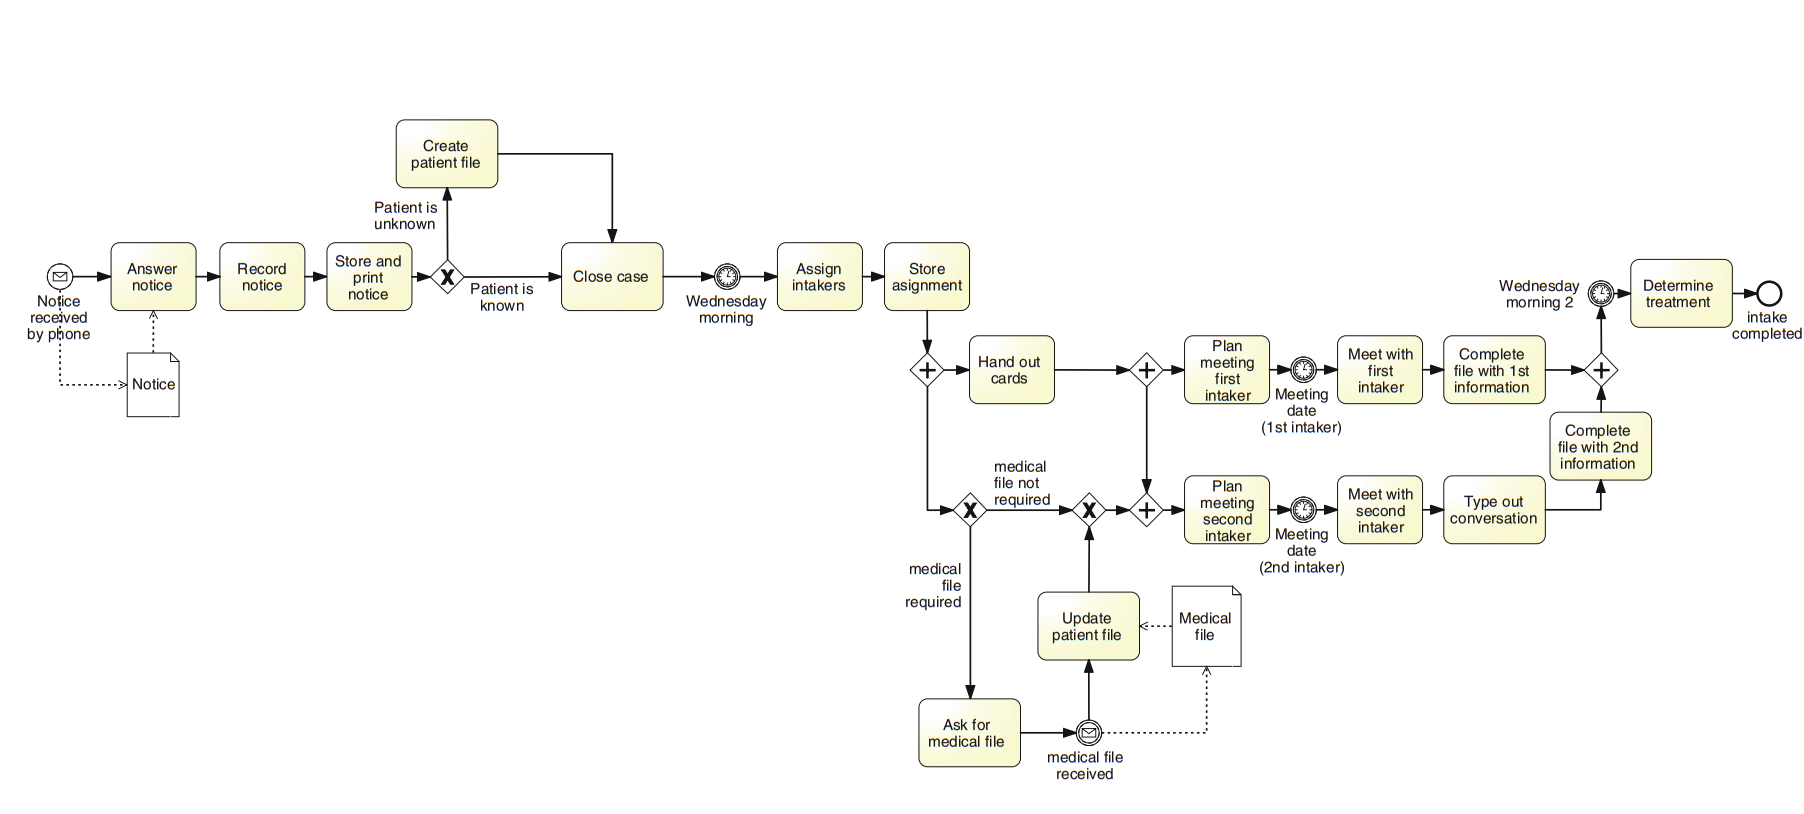 Create
patient file
Patient is
unknown
Notice
received
by phone
Answer
notice
Record
notice
Store and
print
notice
X
Patient is
known
Close case
Wednesday
morning
Assign
intakers
Store
asignment
Notice
Hand out
cards
Plan
meeting
first
intaker
Meeting
date
(1st intaker)
Meet with
first
intaker
Complete
file with 1st
information
Wednesday
morning 2
Determine
treatment
intake
completed
Complete
file with 2nd
information
medical
file not
required
X
X
Plan
meeting
second
intaker
Meeting
date
(2nd intaker)
Meet with
second
intaker
Type out
conversation
medical
file
required
Update
patient file
Medical
file
Ask for
medical file
medical file
received